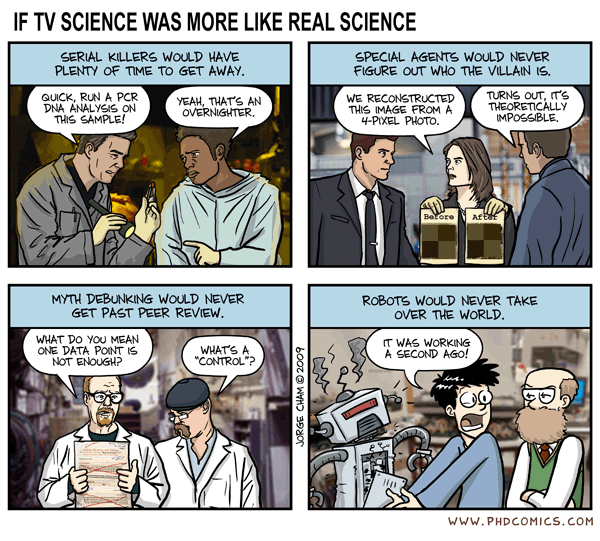 IF TV SCIENCE WAS MORE LIKE REAL SCIENCE
SERIAL KILLERS WOULD HAVE
PLENTY OF TIME TO GET AWAY.
QUICK, RUN A PCR
DNA ANALYSIS ON
THIS SAMPLE!
YEAH, THAT'S AN
OVERNIGHTER.
SPECIAL AGENTS WOULD NEVER
FIGURE OUT WHO THE VILLAIN IS.
WE RECONSTRUCTED
THIS IMAGE FROM A
4-PIXEL PHOTO.
TURNS OUT, IT'S
THEORETICALLY
IMPOSSIBLE.
Before
After
MYTH DEBUNKING WOULD NEVER
GET PAST PEER REVIEW.
WHAT DO YOU MEAN
ONE DATA POINT IS
NOT ENOUGH?
WHAT'S A
"CONTROL"?
JORGE CHAM © 2009
ROBOTS WOULD NEVER TAKE
OVER THE WORLD.
IT WAS WORKING
A SECOND AGO!
WWW.PHDCOMICS.COM